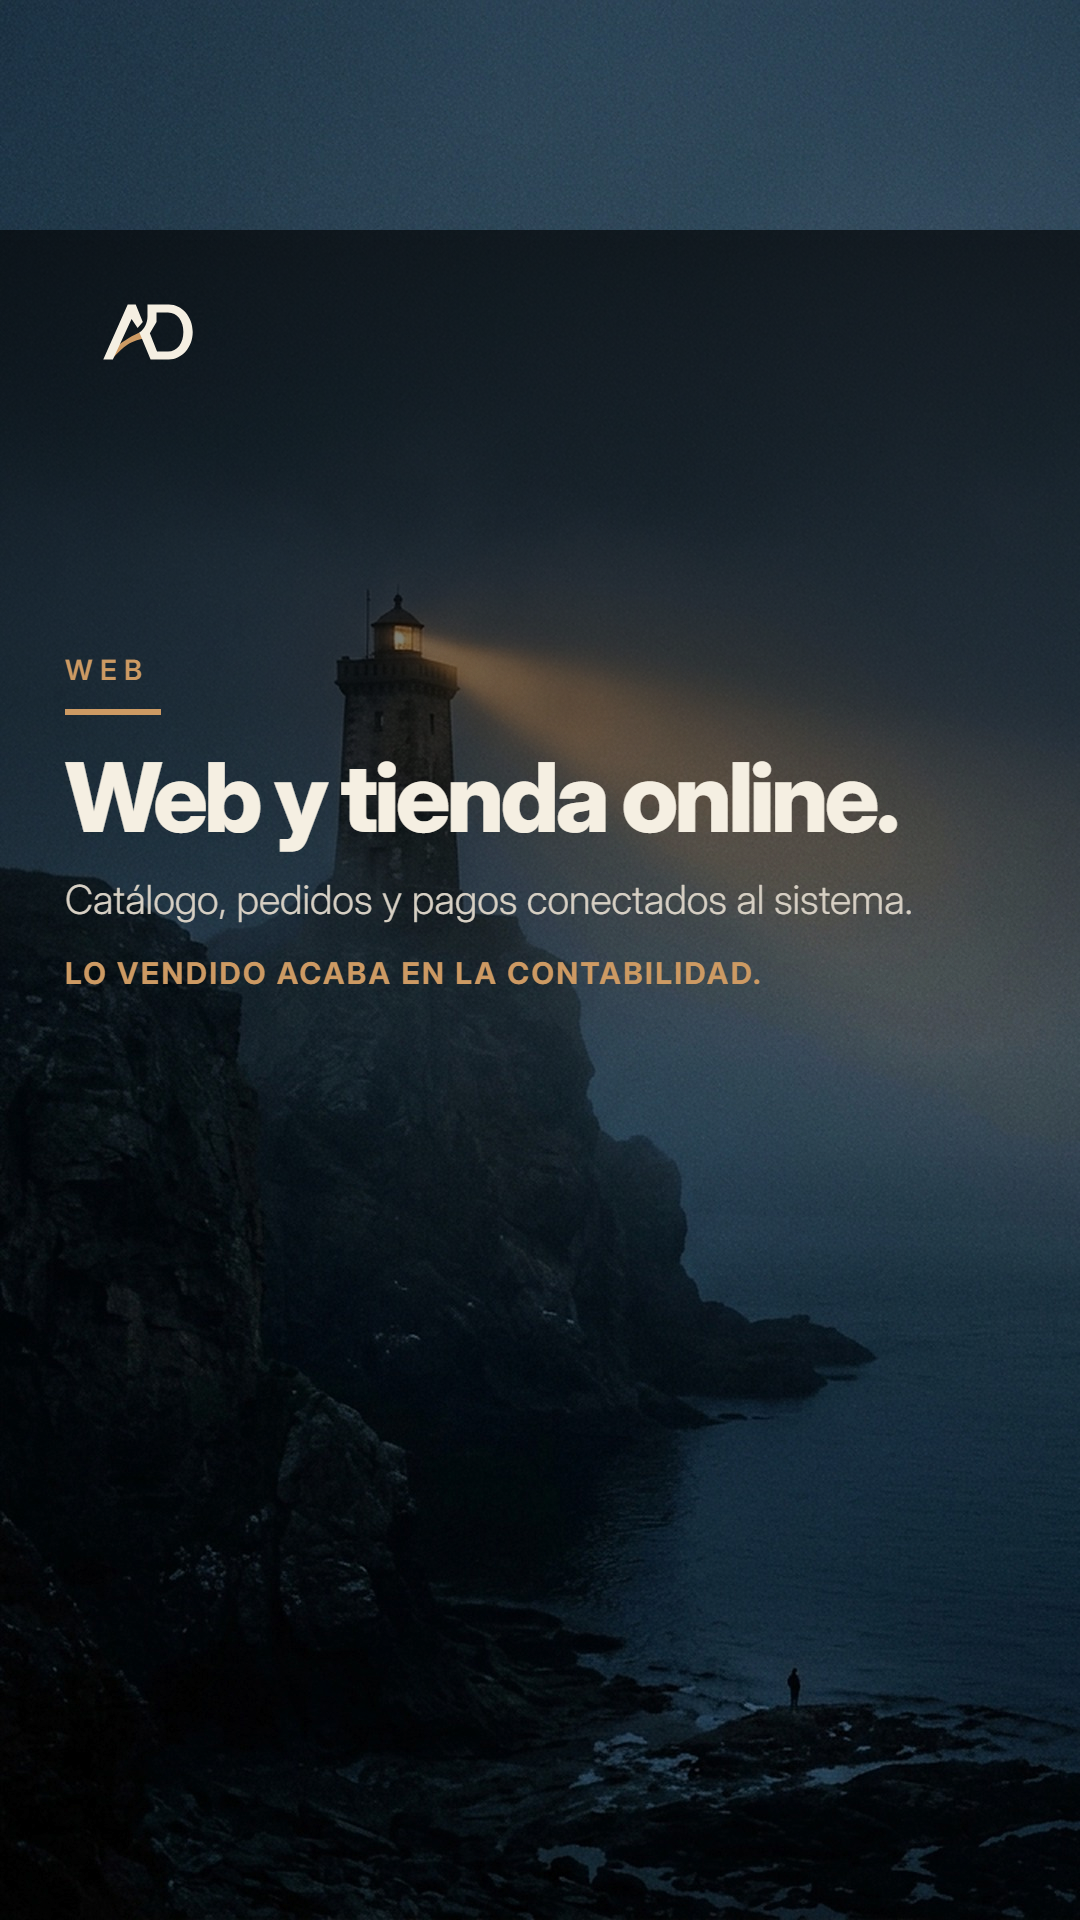 AD
WEB
Web y tienda online.
Catálogo, pedidos y pagos conectados al sistema.
LO VENDIDO ACABA EN LA CONTABILIDAD.